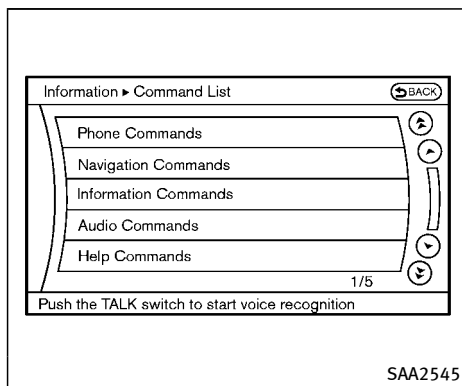 Information ▸ Command List
BACK
Phone Commands
Navigation Commands
Information Commands
Audio Commands
Help Commands
1/5
Push the TALK switch to start voice recognition
SAA2545